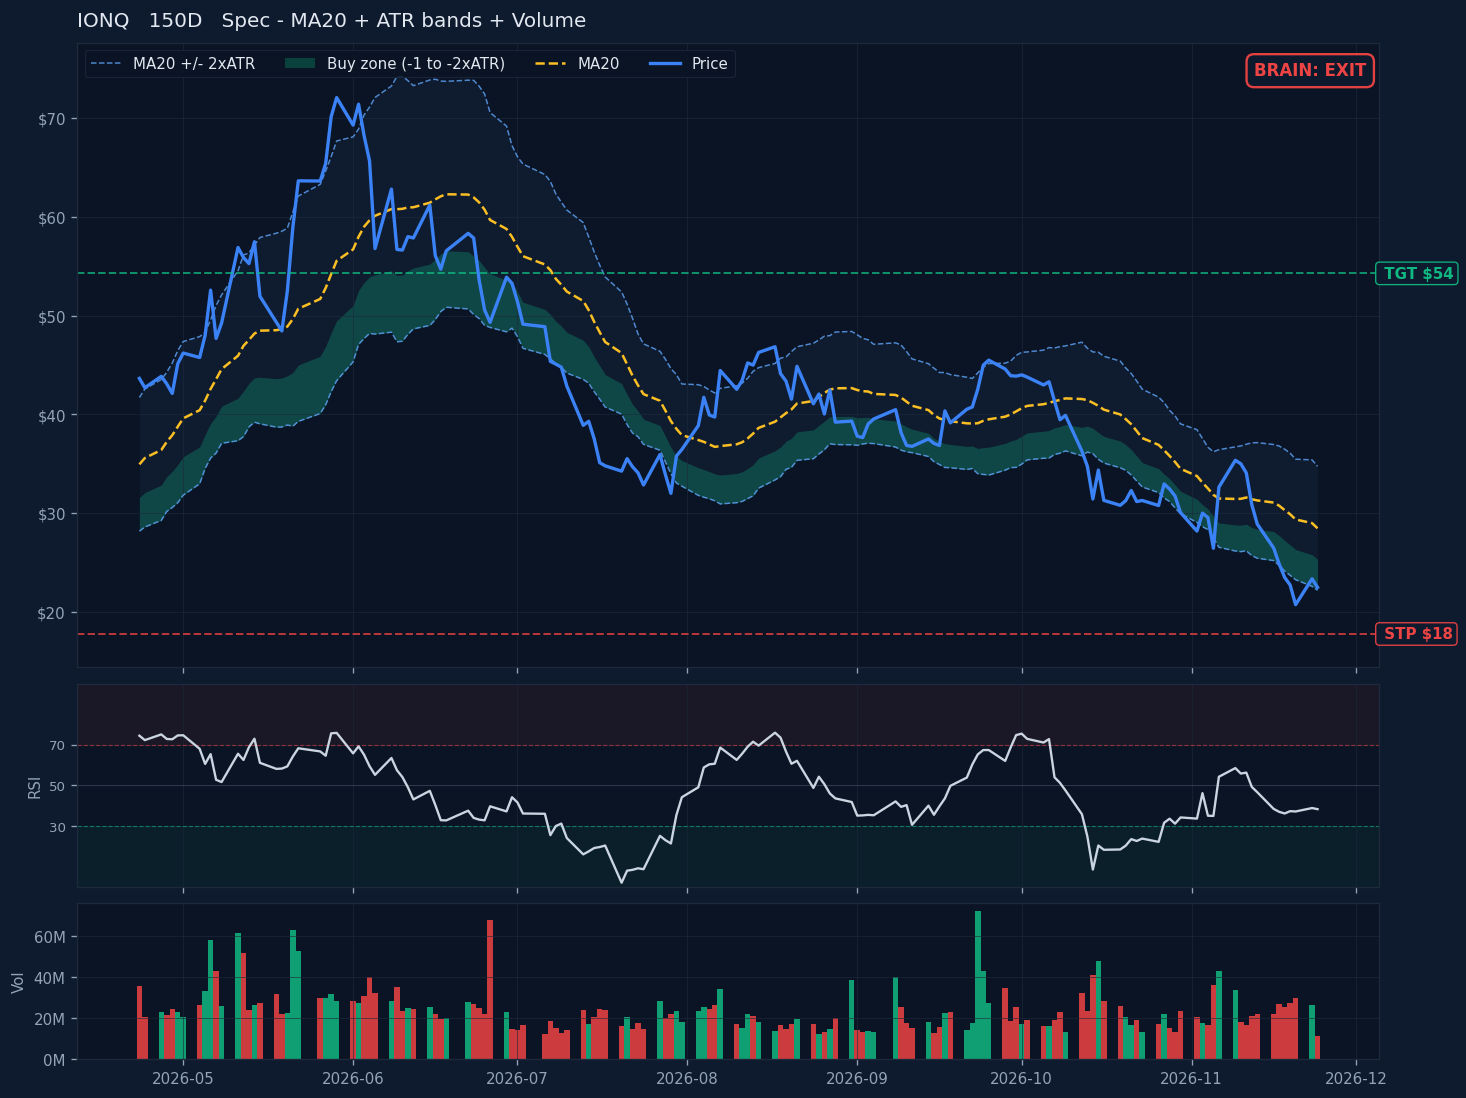 IONQ   150D   Spec - MA20 + ATR bands + Volume
MA20 +/- 2xATR   Buy zone (-1 to -2xATR)   MA20   Price
BRAIN: EXIT
$70
$60
TGT $54
$50
$40
$30
$20
STP $18
70
50
30
RSI
60M
40M
20M
0M
Vol
2026-05   2026-06   2026-07   2026-08   2026-09   2026-10   2026-11   2026-12